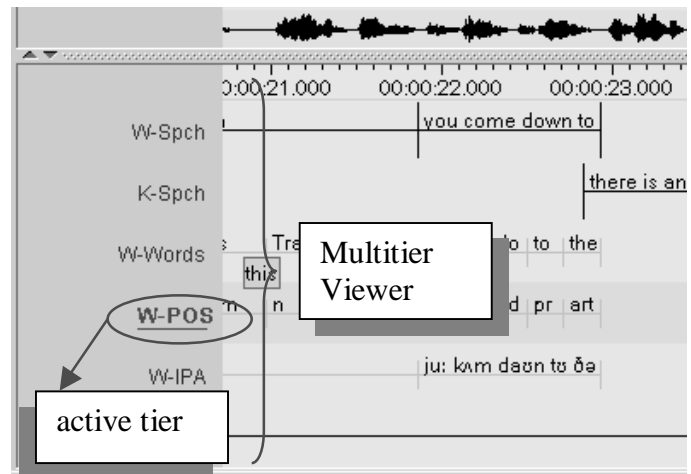 0:00:21.000 00:00:22.000 00:00:23.000
W-Spch you come down to
K-Spch there is an
W-Words Tra to to the
this
W-POS n d pr art
W-IPA ju: kʌm daʊn tʊ ðə
Multitier
Viewer
active tier